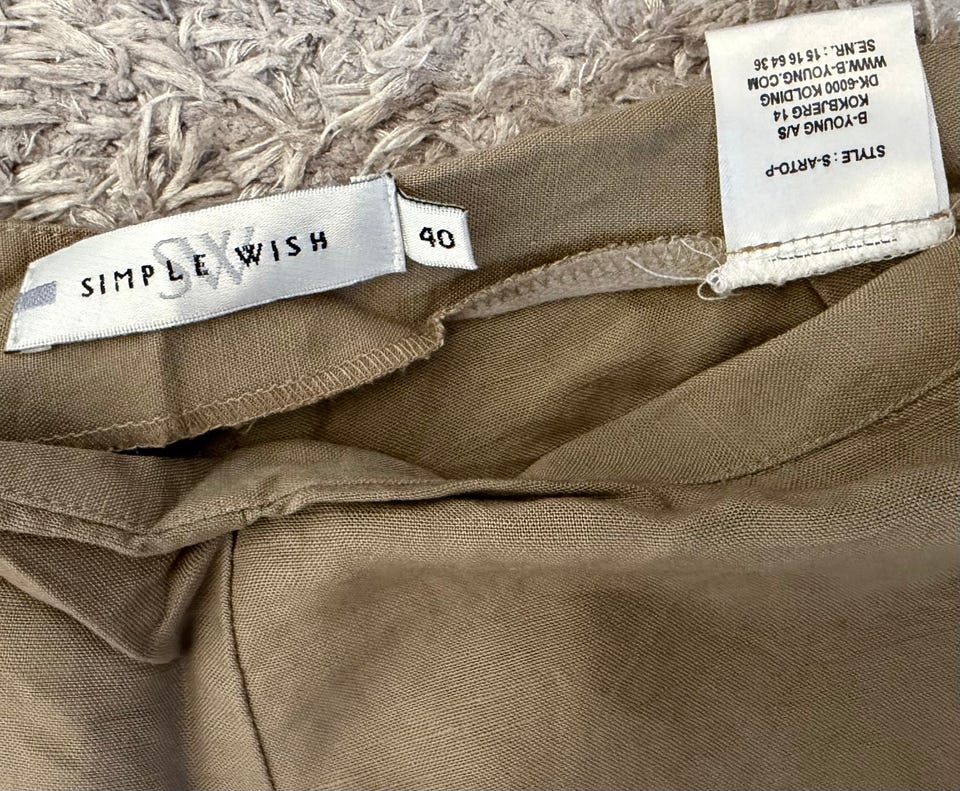 SIMPLE WISH
SW
40
STYLE : S-ARTO-P
B-YOUNG A/S
KOKBJERG 14
DK-6000 KOLDING
WWW.B-YOUNG.COM
SE.NR.: 15 16 64 36